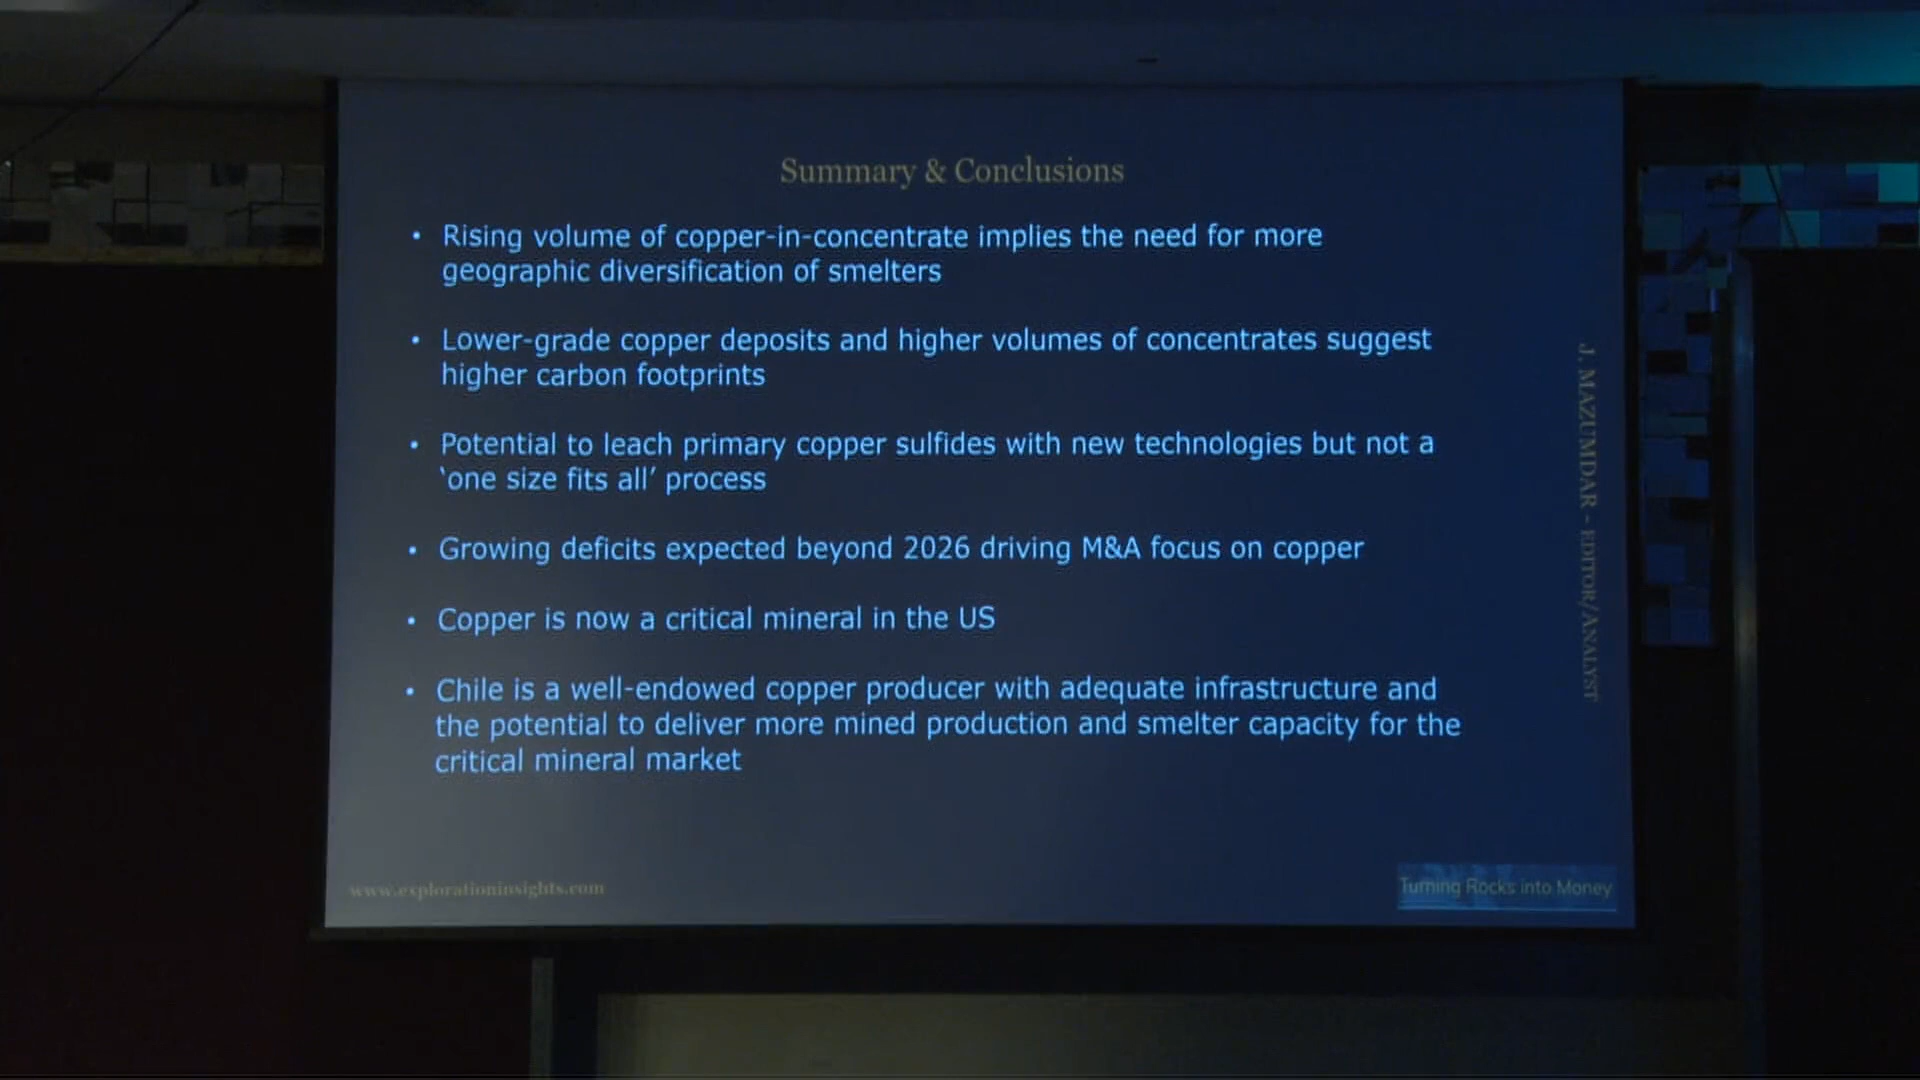 Summary & Conclusions
• Rising volume of copper-in-concentrate implies the need for more
geographic diversification of smelters
• Lower-grade copper deposits and higher volumes of concentrates suggest
higher carbon footprints
• Potential to leach primary copper sulfides with new technologies but not a
‘one size fits all’ process
• Growing deficits expected beyond 2026 driving M&A focus on copper
• Copper is now a critical mineral in the US
• Chile is a well-endowed copper producer with adequate infrastructure and
the potential to deliver more mined production and smelter capacity for the
critical mineral market
J. MAZUMDAR - EDITOR/ANALYST
www.explorationinsights.com
Turning Rocks into Money